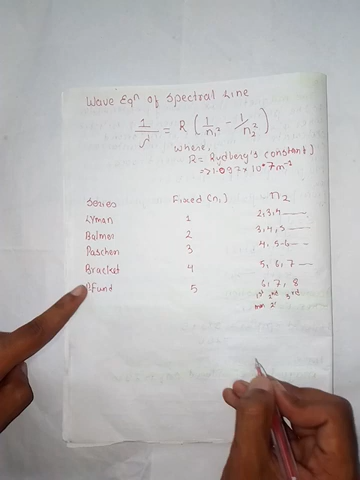 Wave Eqⁿ of Spectral Line
1/λ = R (1/n₁² - 1/n₂²)
where,
R = Rydberg's (constant)
=> 1.097 x 10⁷ m⁻¹
Series Fixed (n₁) n₂
Lyman 1 2, 3, 4
Balmer 2 3, 4, 5
Paschen 3 4, 5 - 6
Bracket 4 5, 6, 7
Pfund 5 6, 7, 8
1st 2nd 3rd